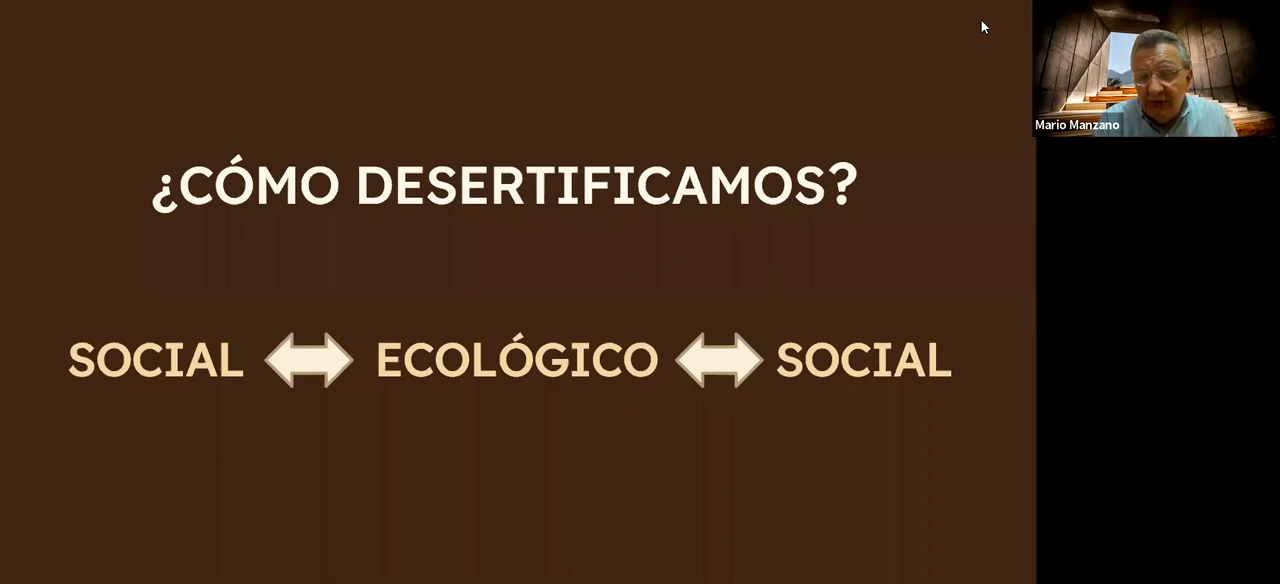 ¿CÓMO DESERTIFICAMOS?
SOCIAL ECOLÓGICO SOCIAL
Mario Manzano